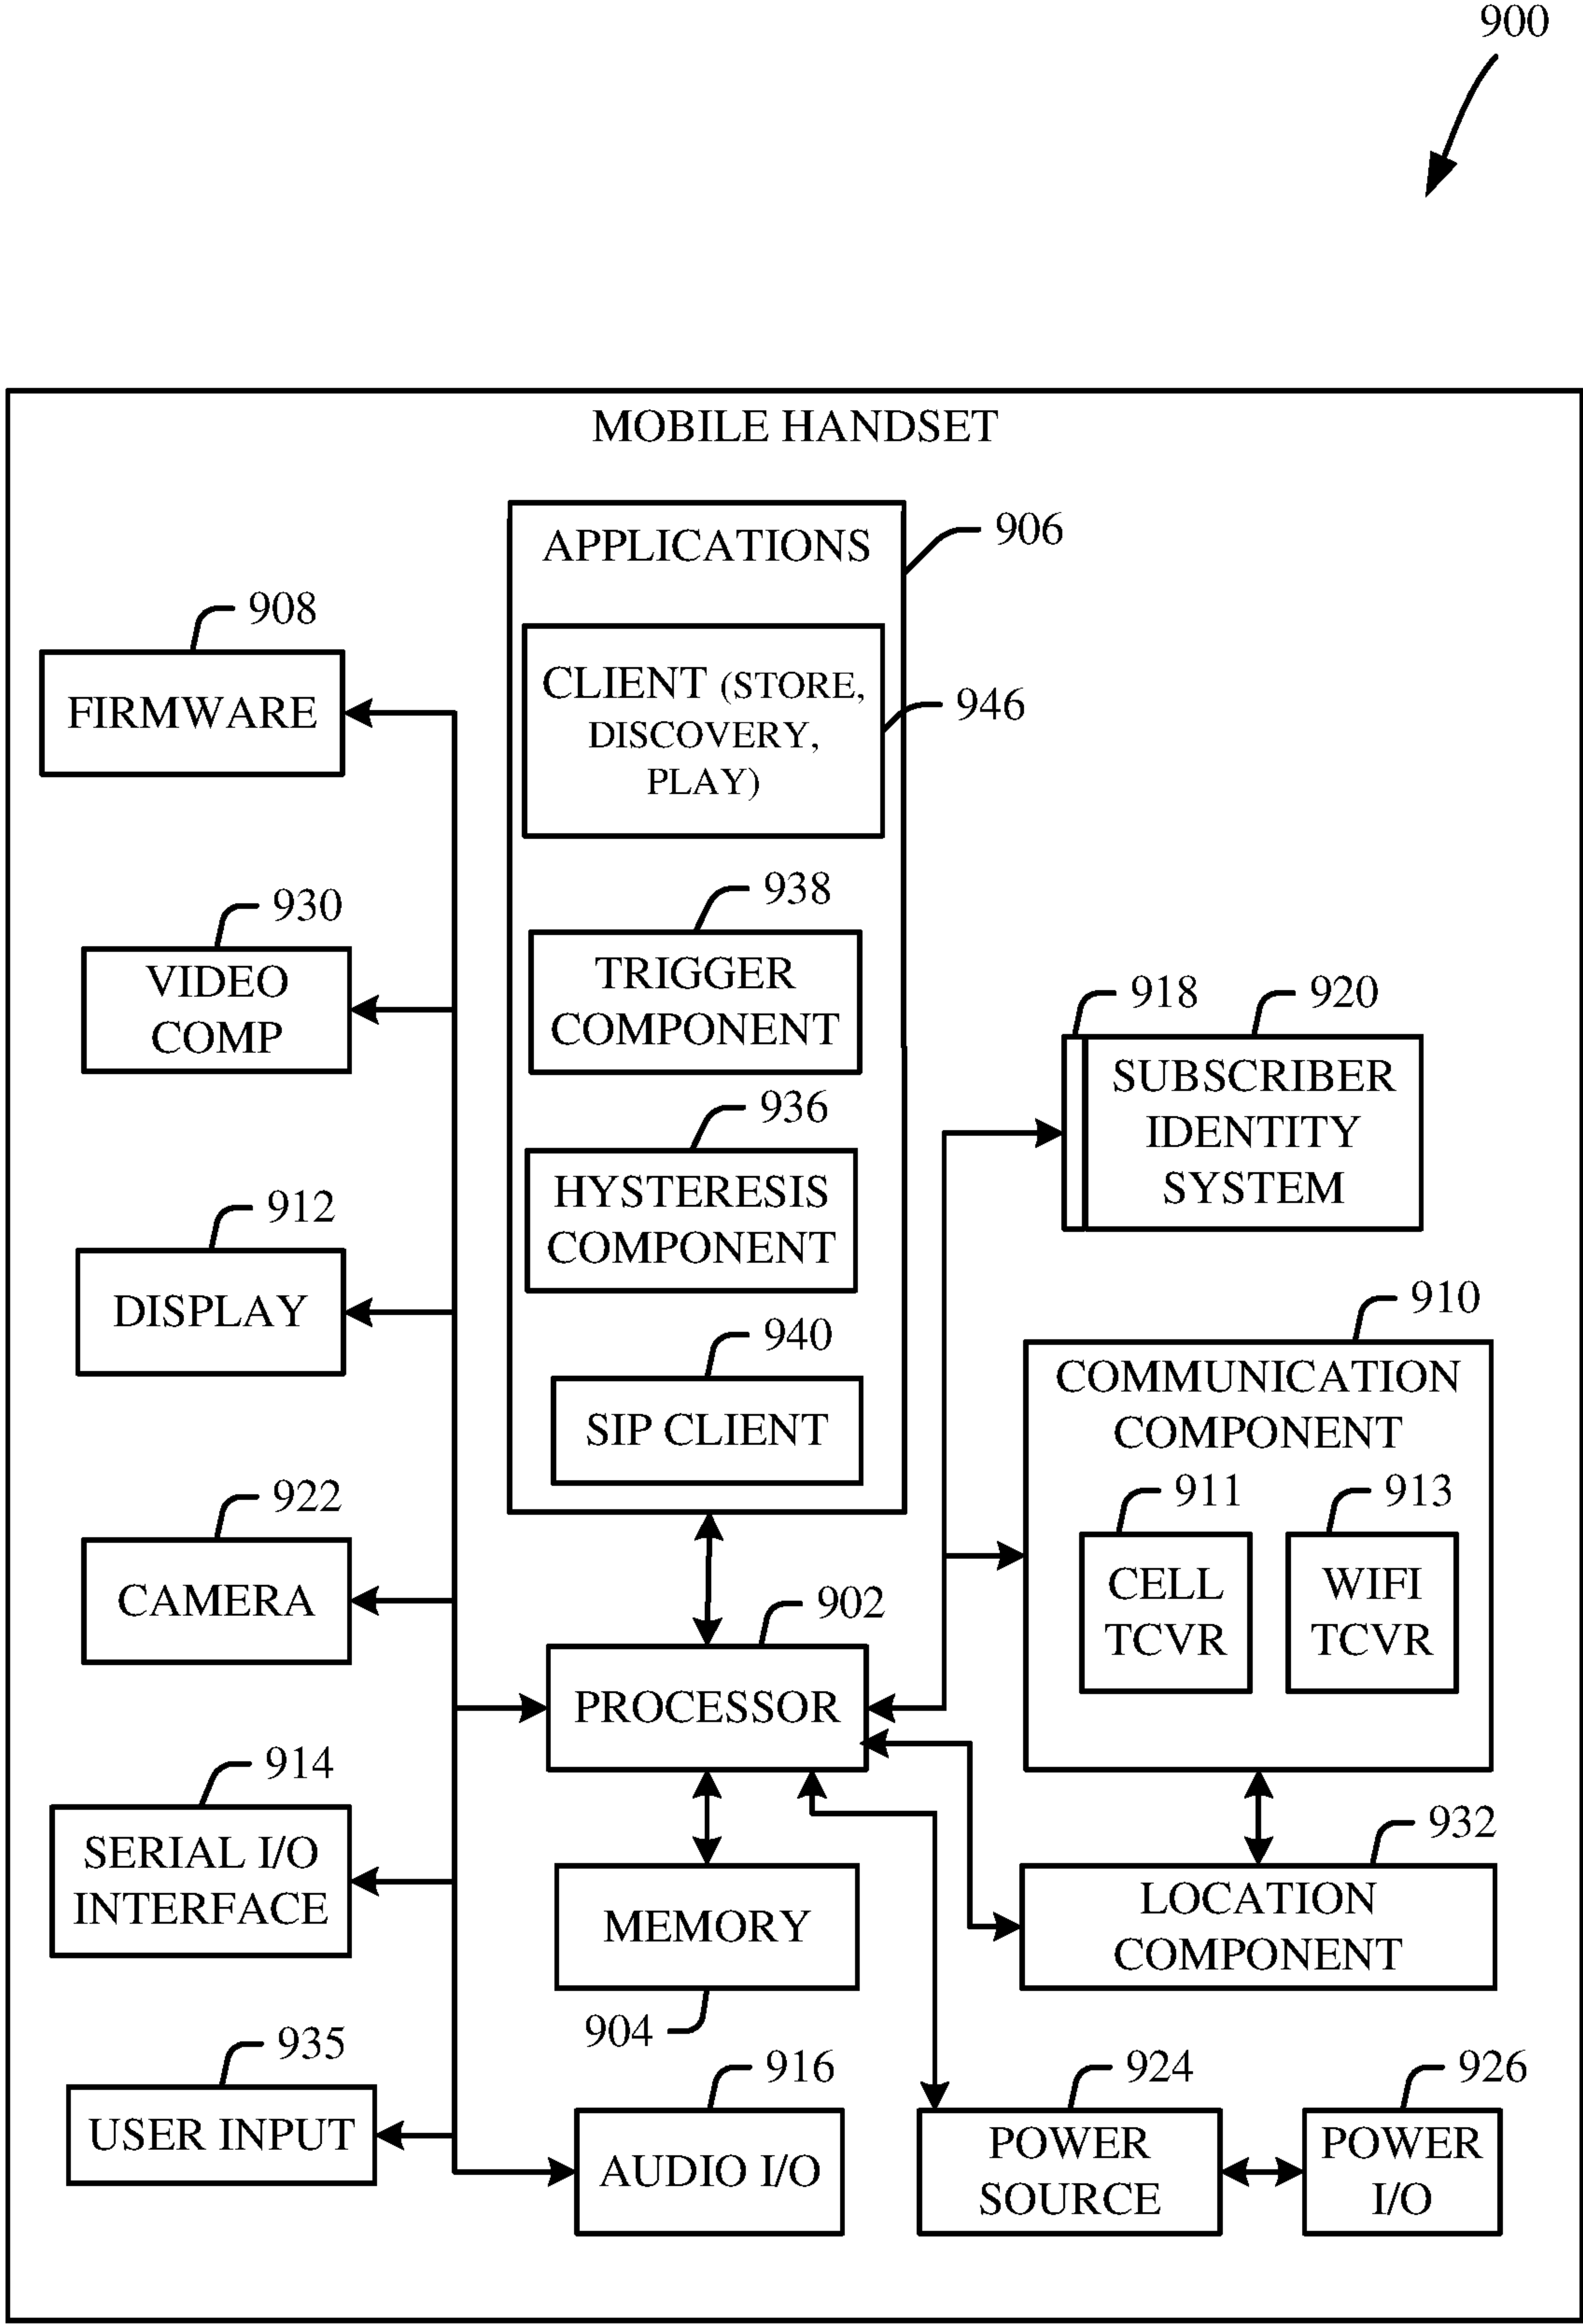 900
MOBILE HANDSET
APPLICATIONS
906
CLIENT (STORE,
DISCOVERY,
PLAY)
946
938
TRIGGER
COMPONENT
936
HYSTERESIS
COMPONENT
940
SIP CLIENT
908
FIRMWARE
930
VIDEO
COMP
912
DISPLAY
922
CAMERA
914
SERIAL I/O
INTERFACE
935
USER INPUT
902
PROCESSOR
MEMORY
904
916
AUDIO I/O
918
920
SUBSCRIBER
IDENTITY
SYSTEM
910
COMMUNICATION
COMPONENT
911
CELL
TCVR
913
WIFI
TCVR
932
LOCATION
COMPONENT
924
POWER
SOURCE
926
POWER
I/O